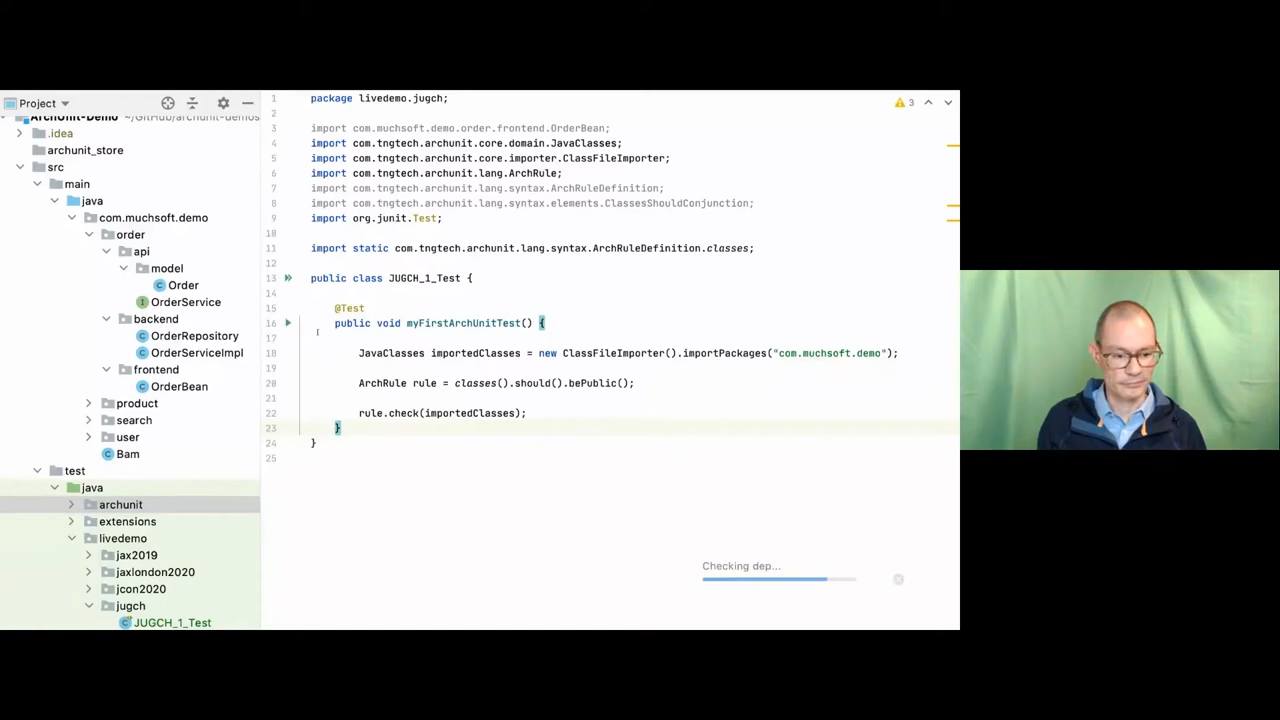 Project
ArchUnit-Demo ~/GitHub/archunit-demos
.idea
archunit_store
src
main
java
com.muchsoft.demo
order
api
model
Order
OrderService
backend
OrderRepository
OrderServiceImpl
frontend
OrderBean
product
search
user
Bam
test
java
archunit
extensions
livedemo
jax2019
jaxlondon2020
jcon2020
jugch
JUGCH_1_Test
3
1 package livedemo.jugch;
2
3 import com.muchsoft.demo.order.frontend.OrderBean;
4 import com.tngtech.archunit.core.domain.JavaClasses;
5 import com.tngtech.archunit.core.importer.ClassFileImporter;
6 import com.tngtech.archunit.lang.ArchRule;
7 import com.tngtech.archunit.lang.syntax.ArchRuleDefinition;
8 import com.tngtech.archunit.lang.syntax.elements.ClassesShouldConjunction;
9 import org.junit.Test;
10
11 import static com.tngtech.archunit.lang.syntax.ArchRuleDefinition.classes;
12
13 public class JUGCH_1_Test {
14
15 @Test
16 public void myFirstArchUnitTest() {
17
18 JavaClasses importedClasses = new ClassFileImporter().importPackages("com.muchsoft.demo");
19
20 ArchRule rule = classes().should().bePublic();
21
22 rule.check(importedClasses);
23 }
24 }
25
Checking dep...